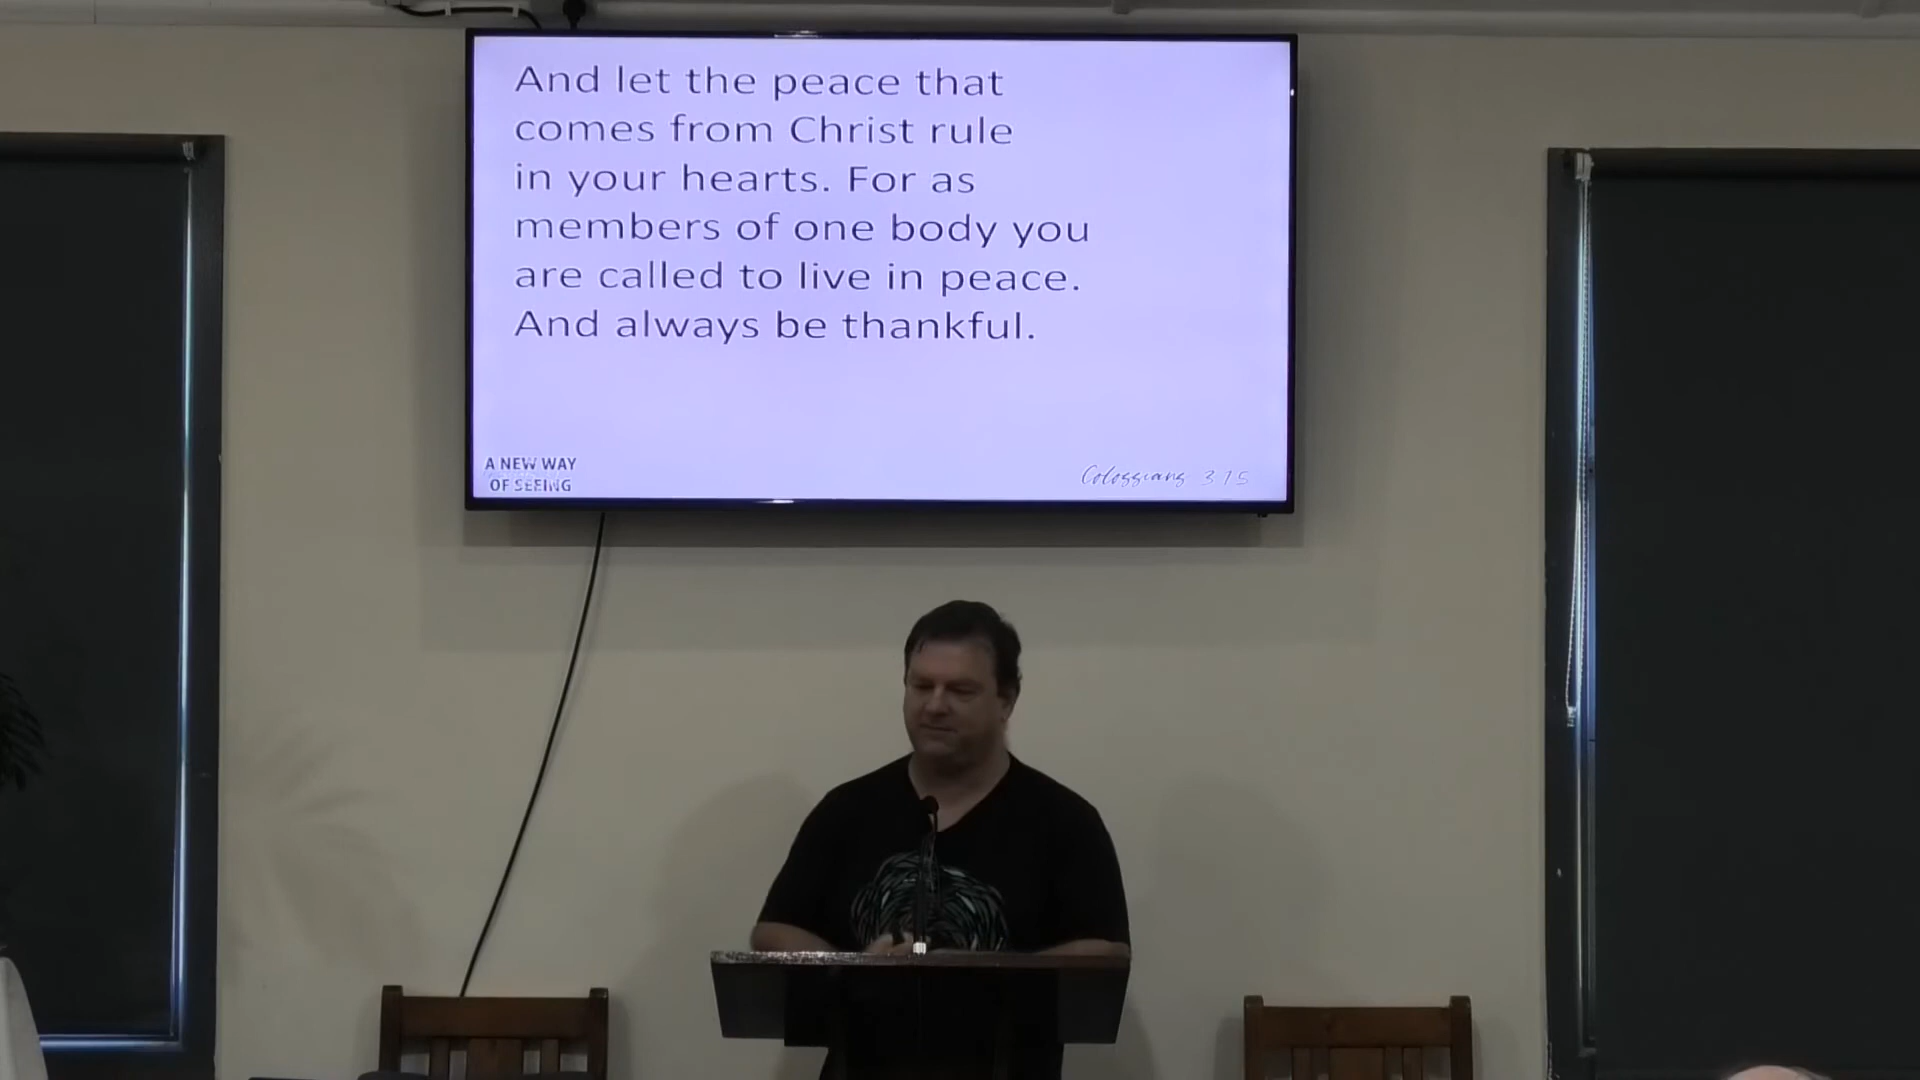 And let the peace that
comes from Christ rule
in your hearts. For as
members of one body you
are called to live in peace.
And always be thankful.
A NEW WAY
OF SEEING
Colossians 3 15